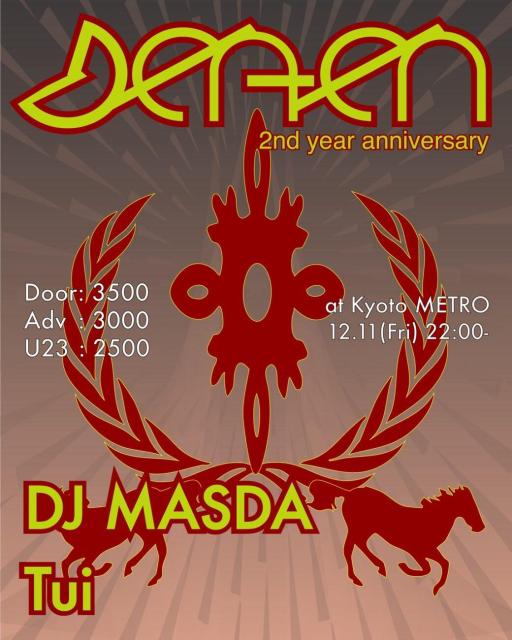 Denten
2nd year anniversary
Door: 3500
Adv : 3000
U23 : 2500
at Kyoto METRO
12.11(Fri) 22:00-
DJ MASDA
Tui